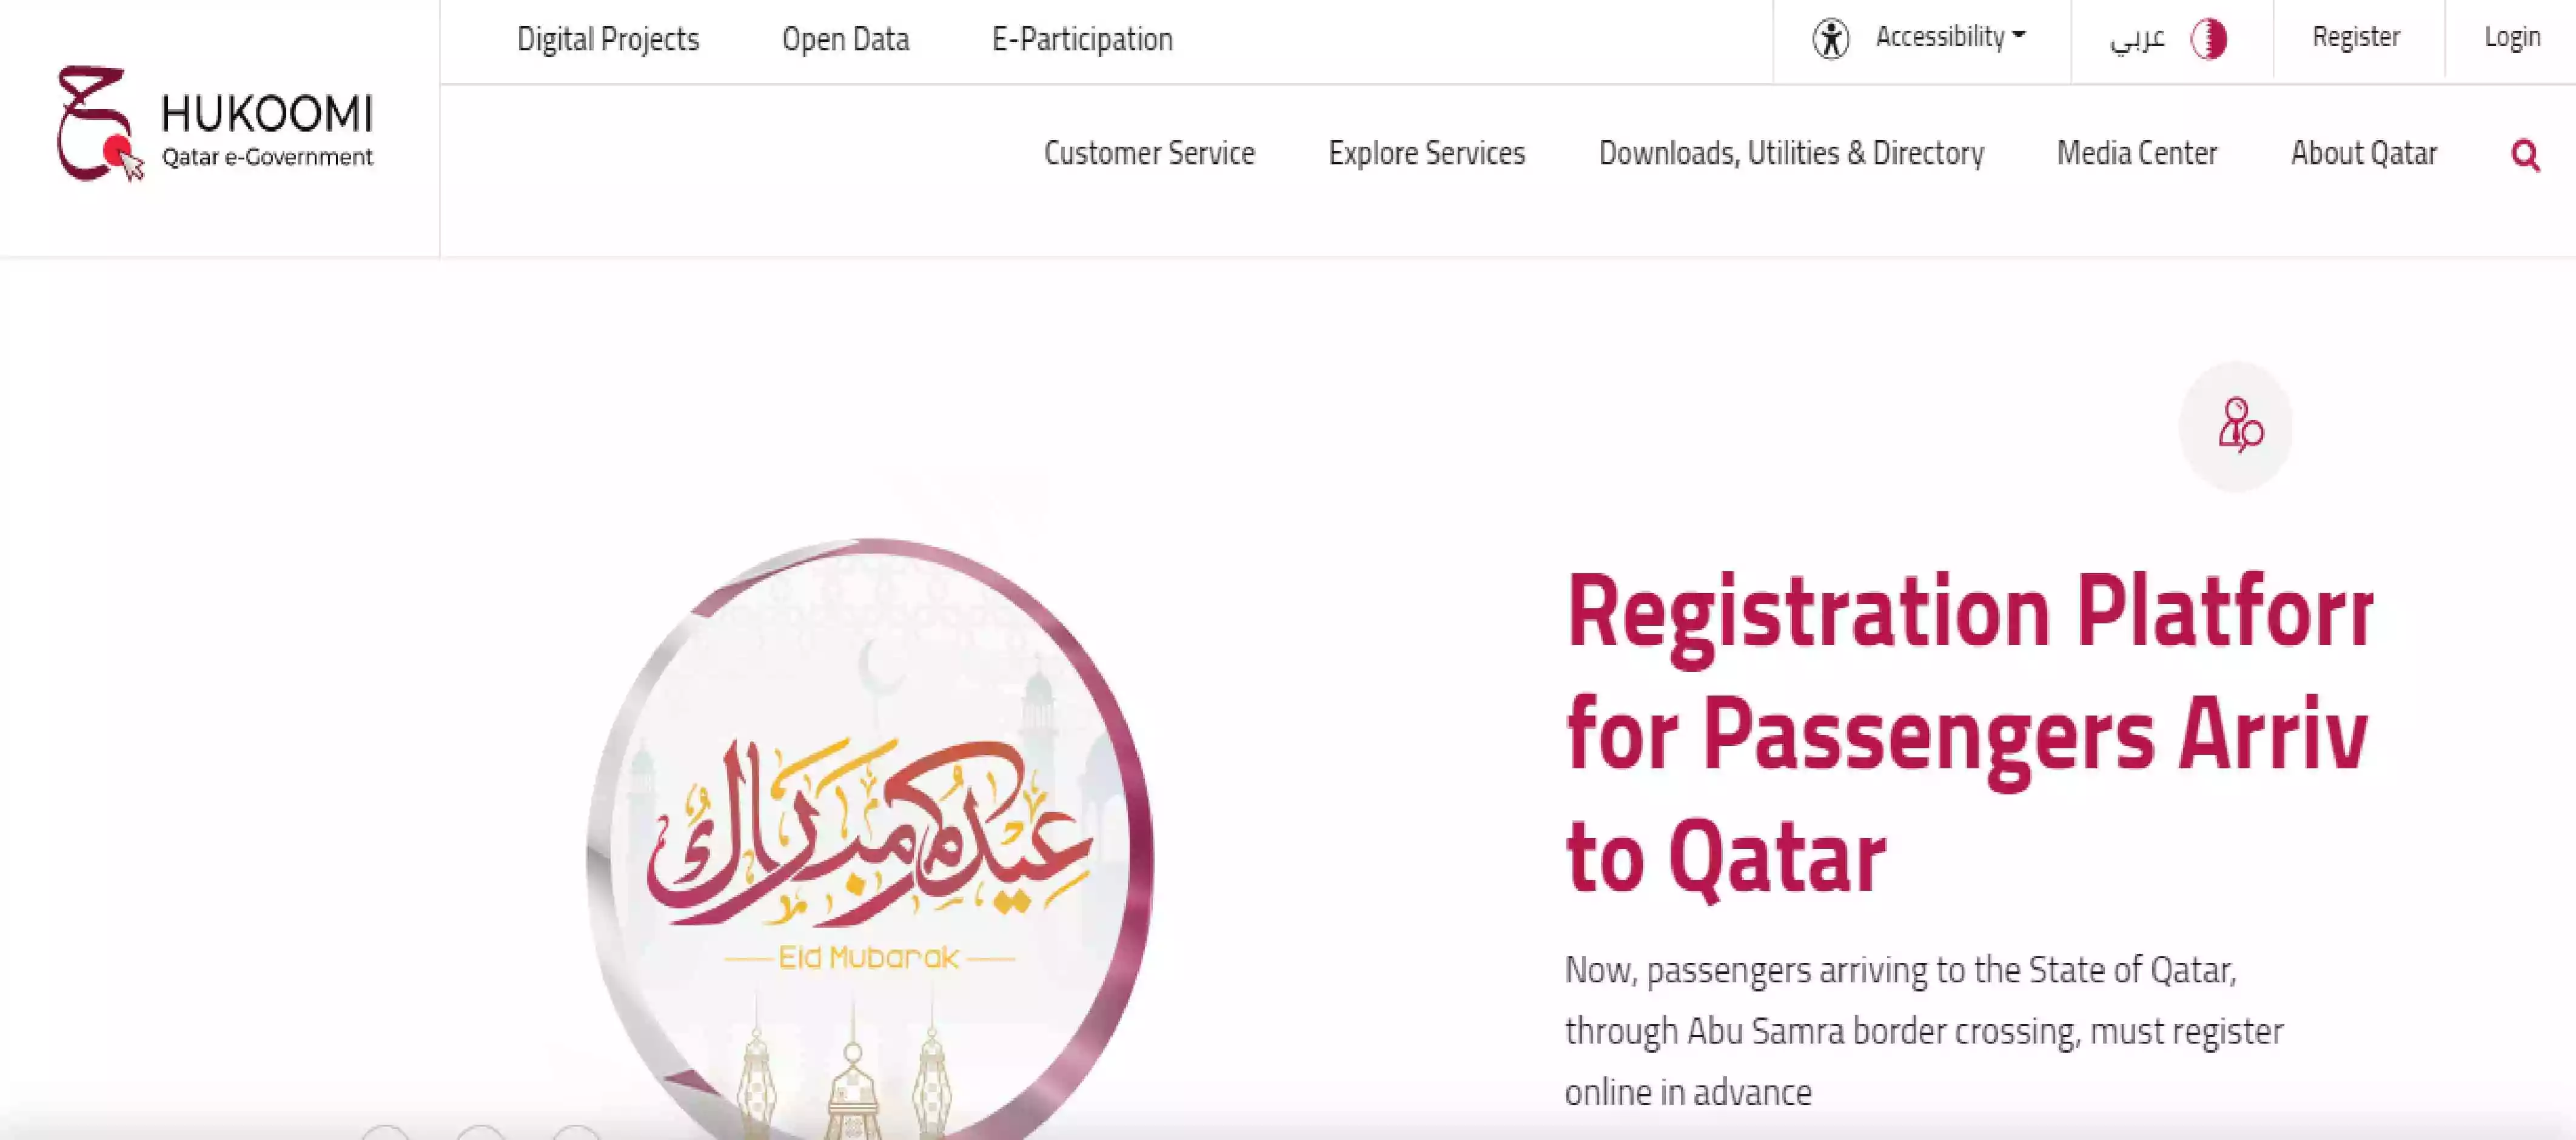 Digital Projects Open Data E-Participation Accessibility عربي Register Login
HUKOOMI
Qatar e-Government
Customer Service Explore Services Downloads, Utilities & Directory Media Center About Qatar
عيدكم مبارك
Eid Mubarak
Registration Platforr
for Passengers Arriv
to Qatar
Now, passengers arriving to the State of Qatar,
through Abu Samra border crossing, must register
online in advance